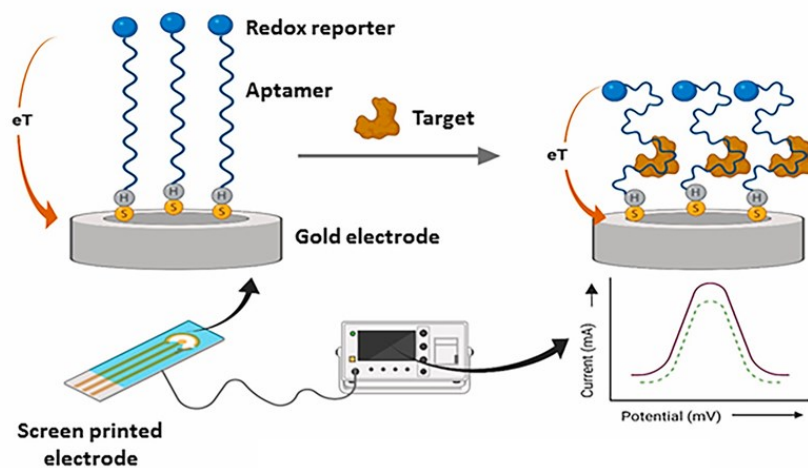 Redox reporter
Aptamer
eT
Target
H H H
S S S
Gold electrode
eT
H H H
S S S
Screen printed
electrode
Current (mA)
Potential (mV)